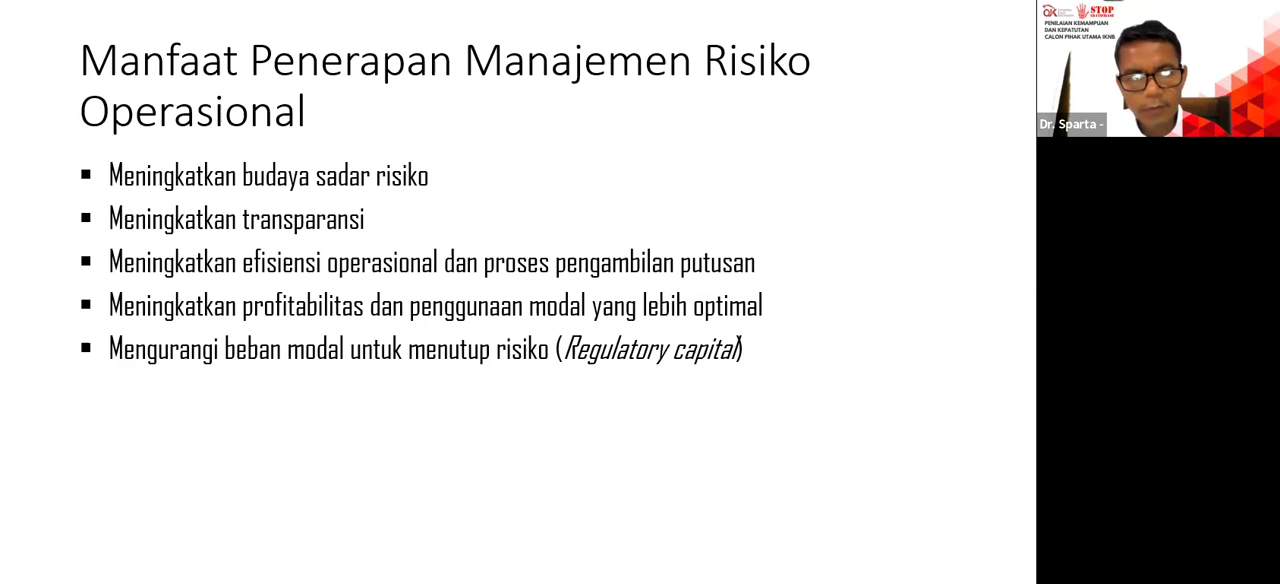 Manfaat Penerapan Manajemen Risiko
Operasional
▪ Meningkatkan budaya sadar risiko
▪ Meningkatkan transparansi
▪ Meningkatkan efisiensi operasional dan proses pengambilan putusan
▪ Meningkatkan profitabilitas dan penggunaan modal yang lebih optimal
▪ Mengurangi beban modal untuk menutup risiko (Regulatory capital)
STOP
PENILAIAN KEMAMPUAN
DAN KEPATUTAN
CALON PIHAK UTAMA IKNB
Dr. Sparta -